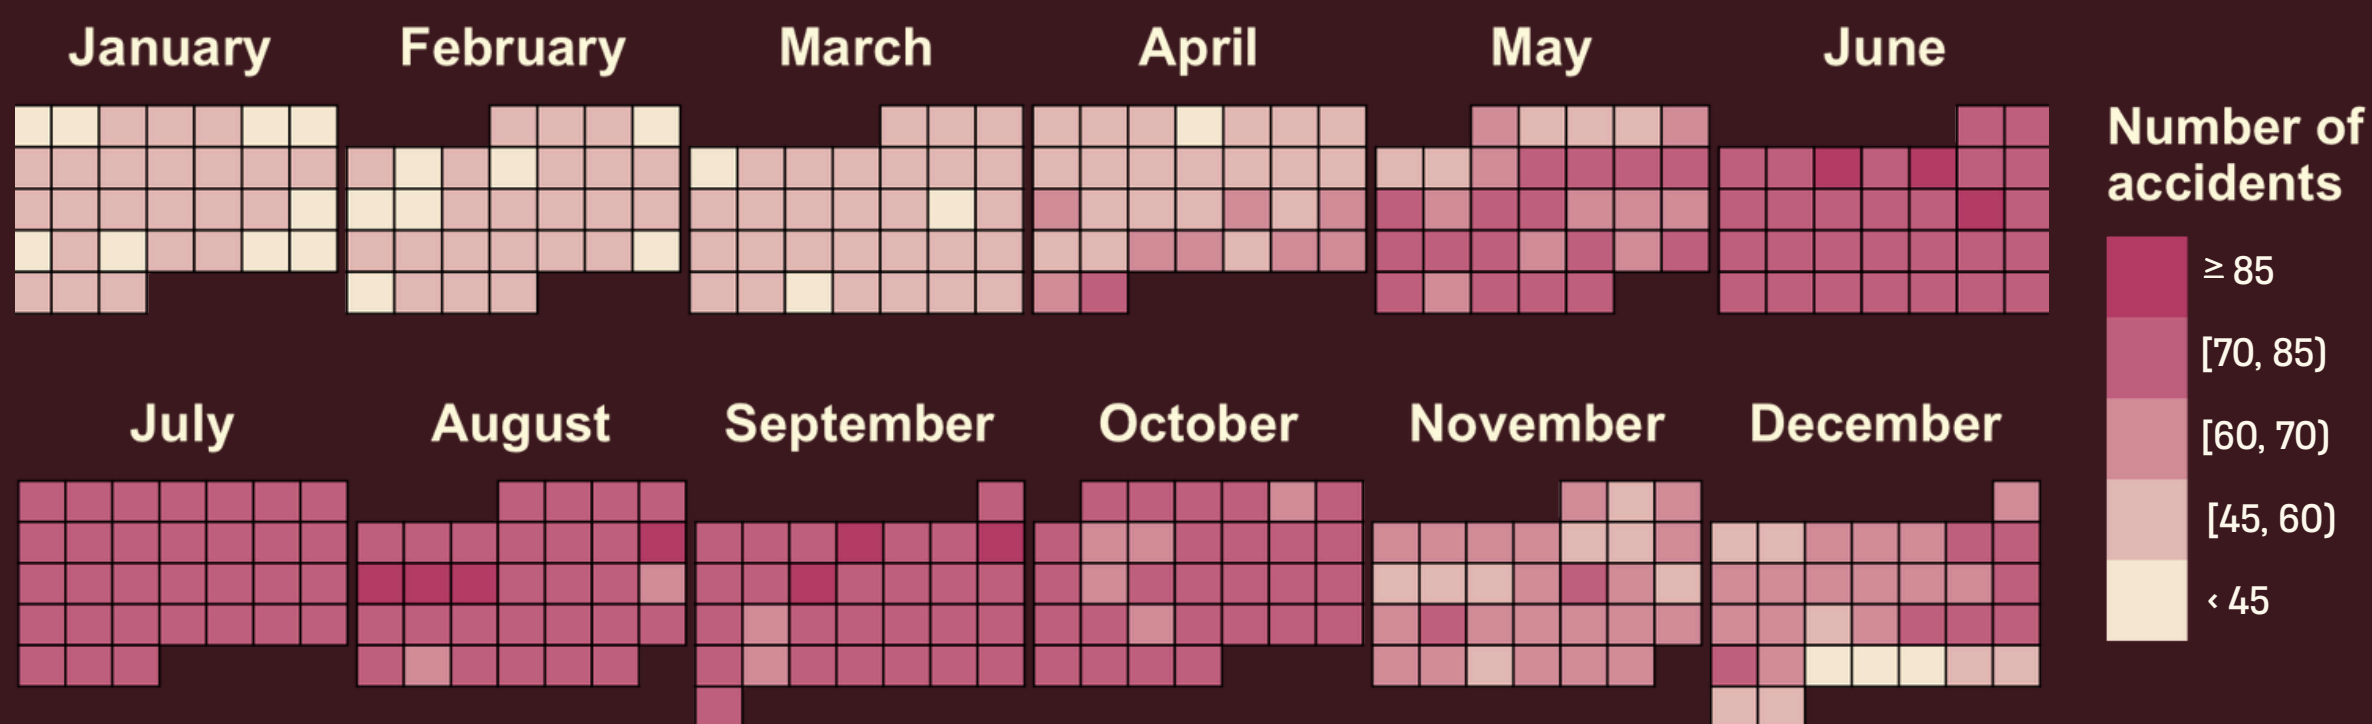 January February March April May June
Number of
accidents
≥ 85
[70, 85)
[60, 70)
[45, 60)
< 45
July August September October November December